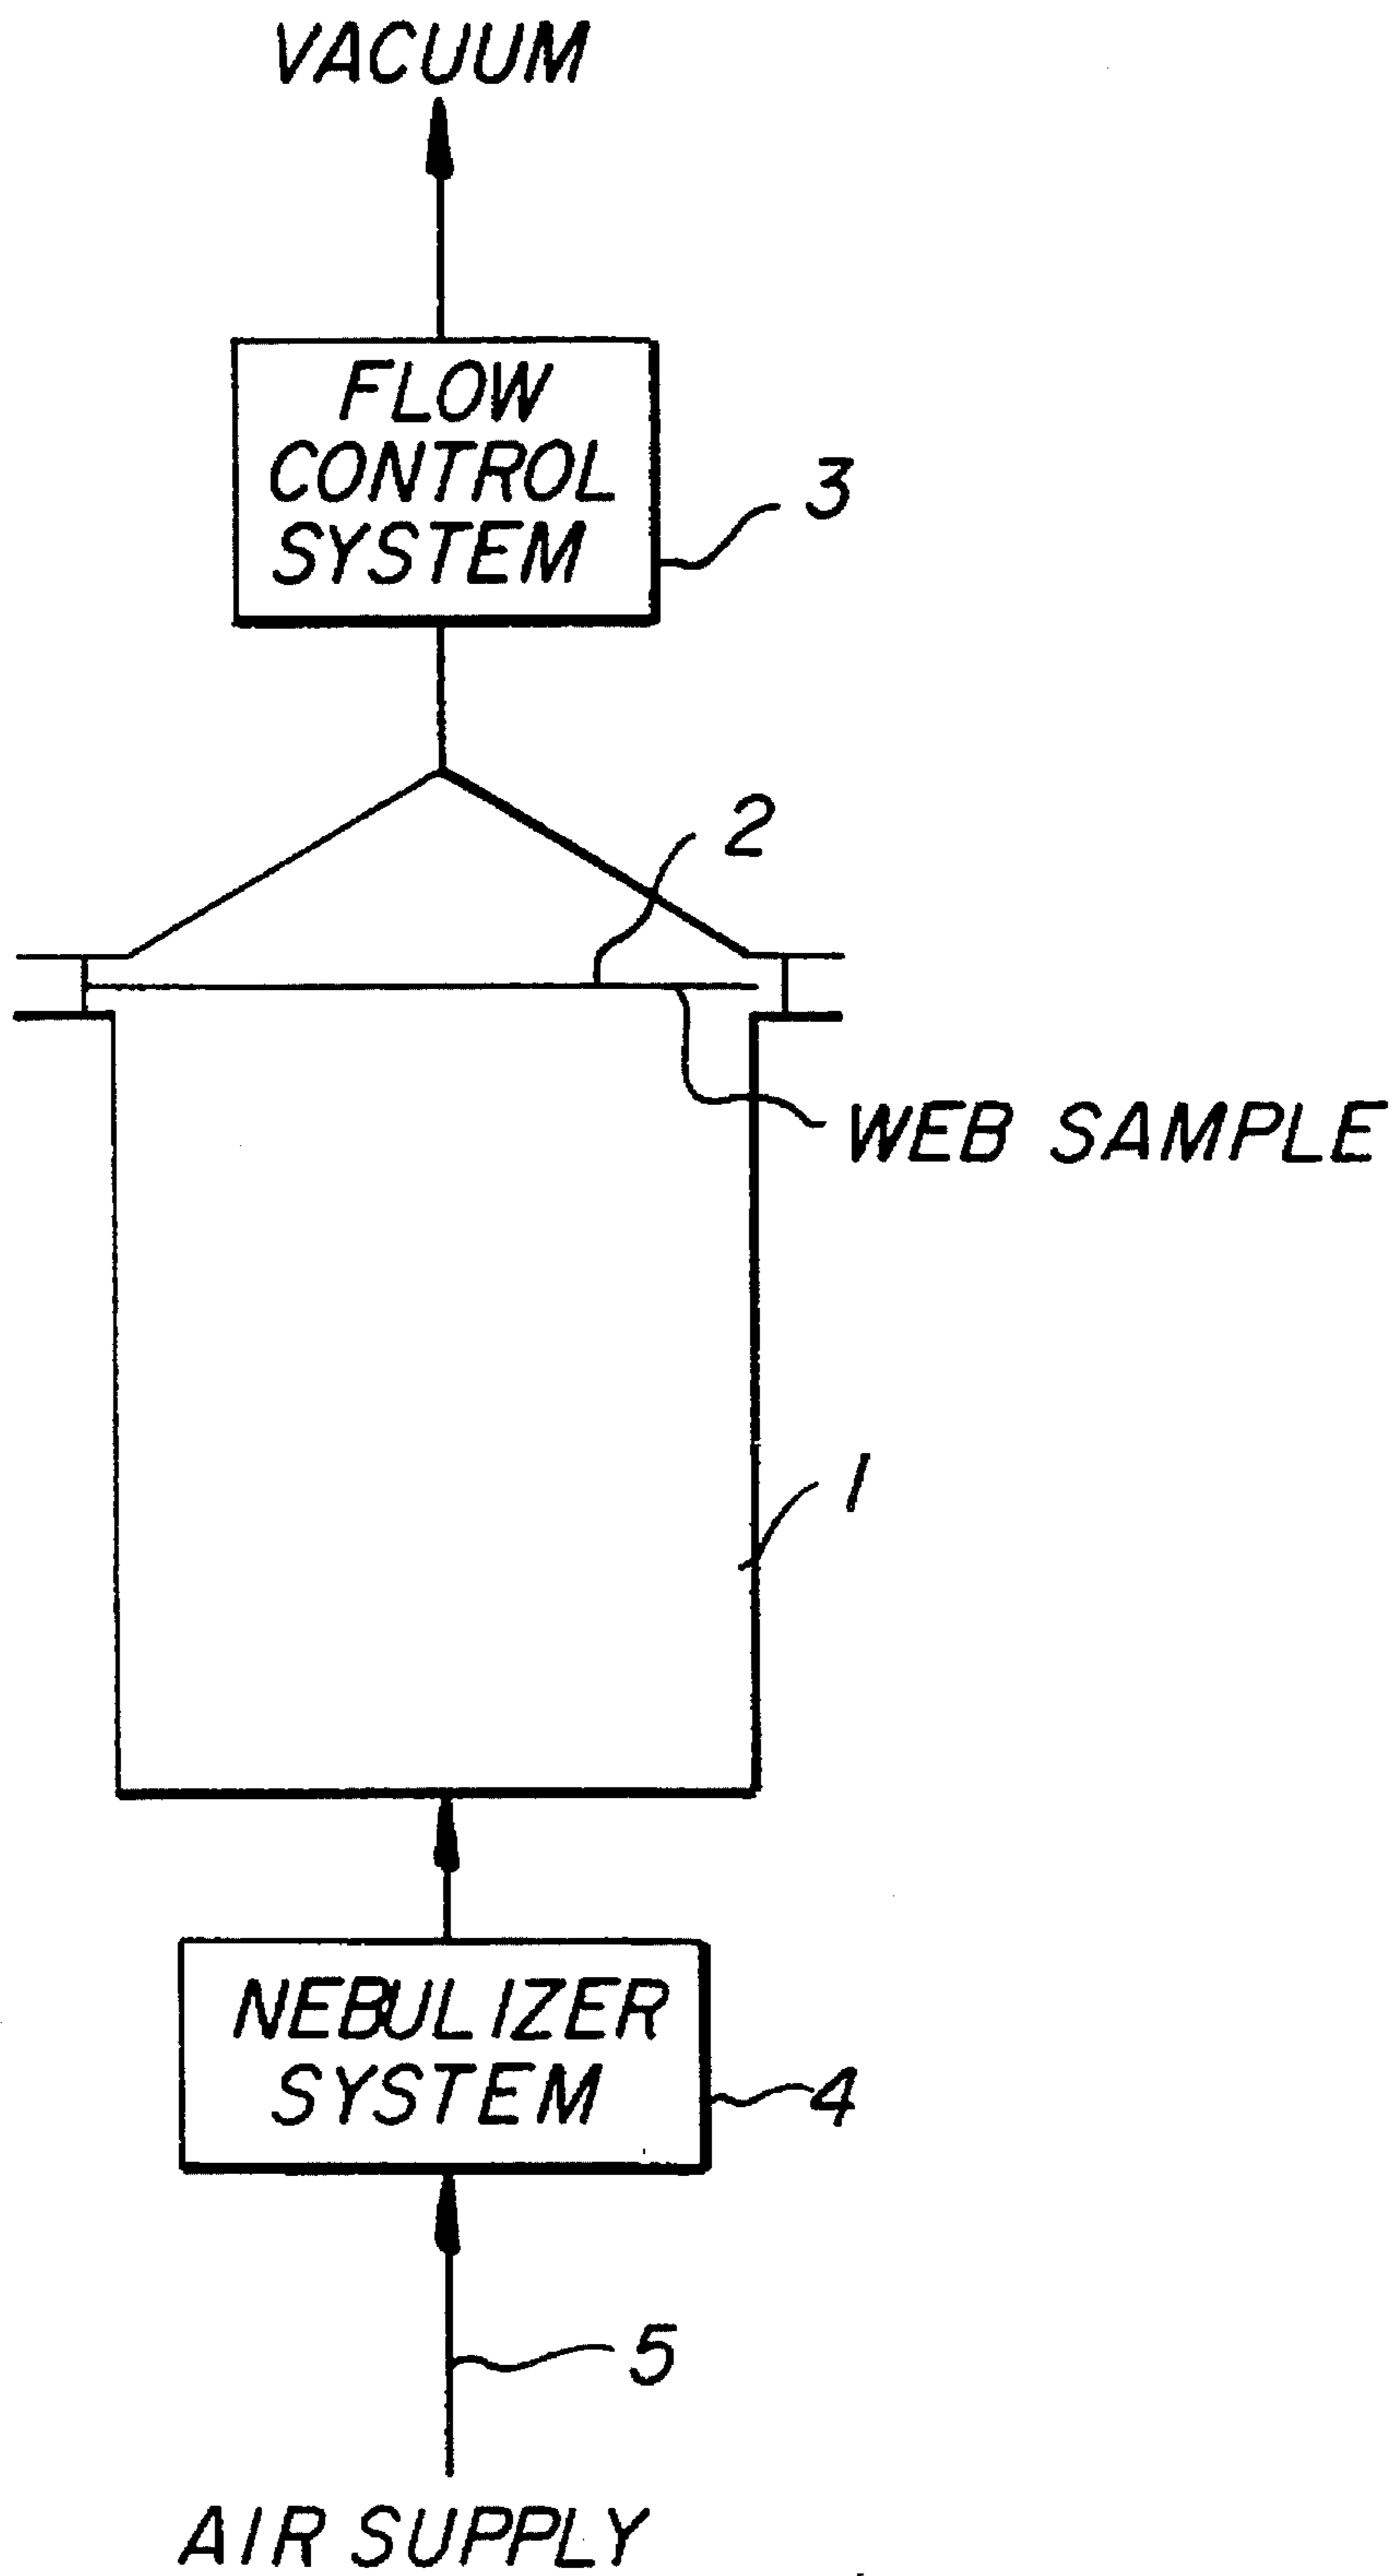 VACUUM
FLOW
CONTROL
SYSTEM
3
2
WEB SAMPLE
1
NEBULIZER
SYSTEM
4
5
AIR SUPPLY